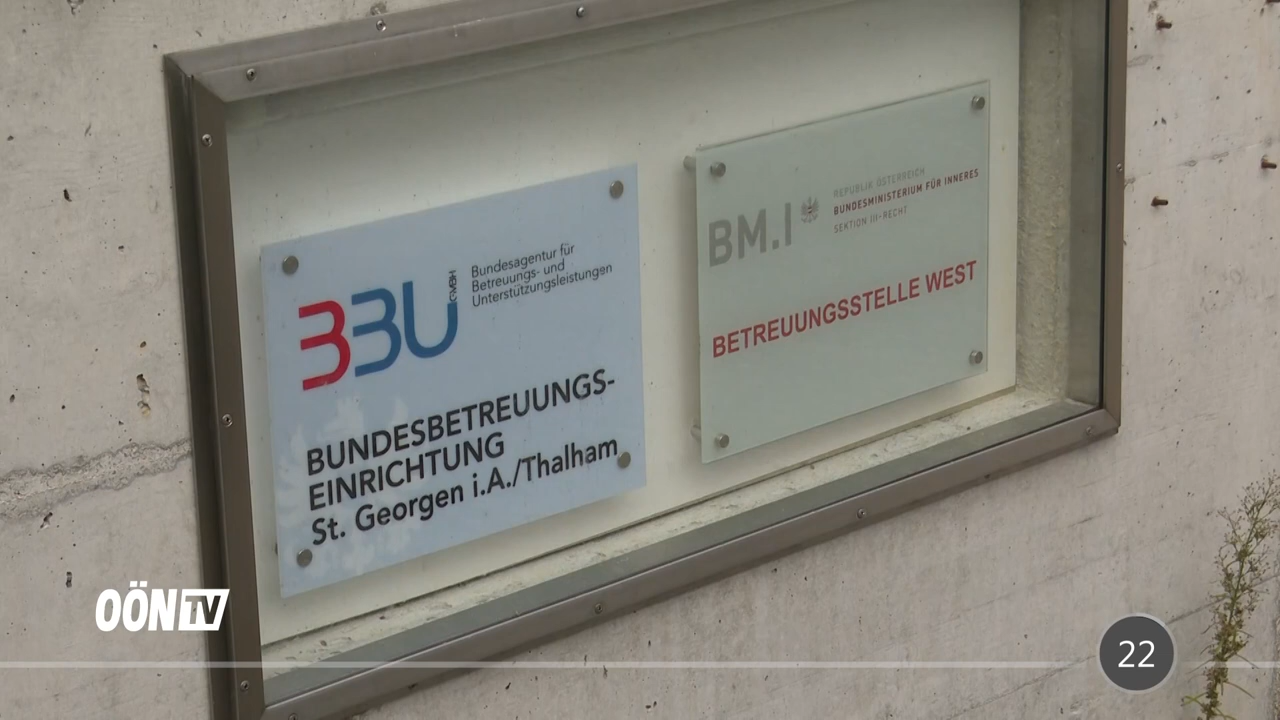 BBU GMBH
Bundesagentur für
Betreuungs- und
Unterstützungsleistungen
BUNDESBETREUUNGS-
EINRICHTUNG
St. Georgen i.A./Thalham
BM.I
REPUBLIK ÖSTERREICH
BUNDESMINISTERIUM FÜR INNERES
SEKTION III-RECHT
BETREUUNGSSTELLE WEST
OÖN TV
22